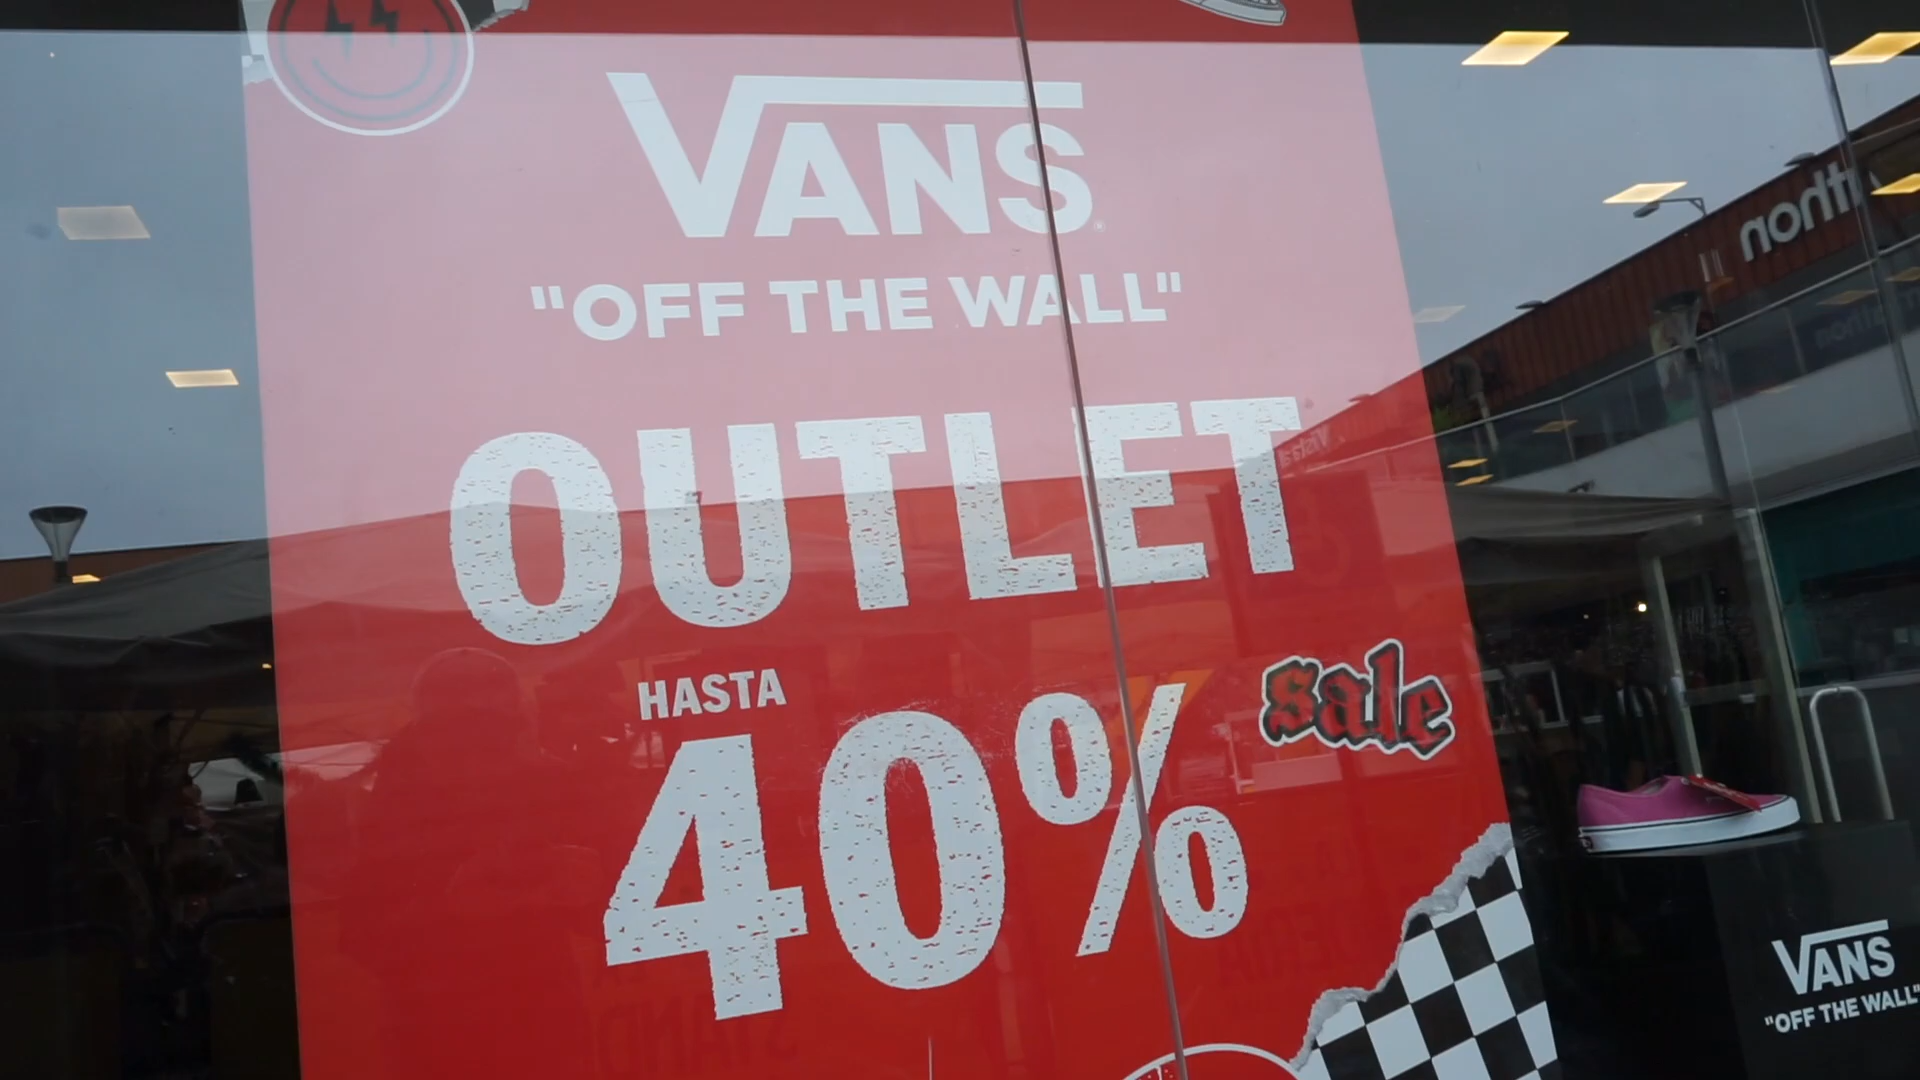 VANS
"OFF THE WALL"
OUTLET
HASTA
40%
sale
north
VANS
"OFF THE WALL"